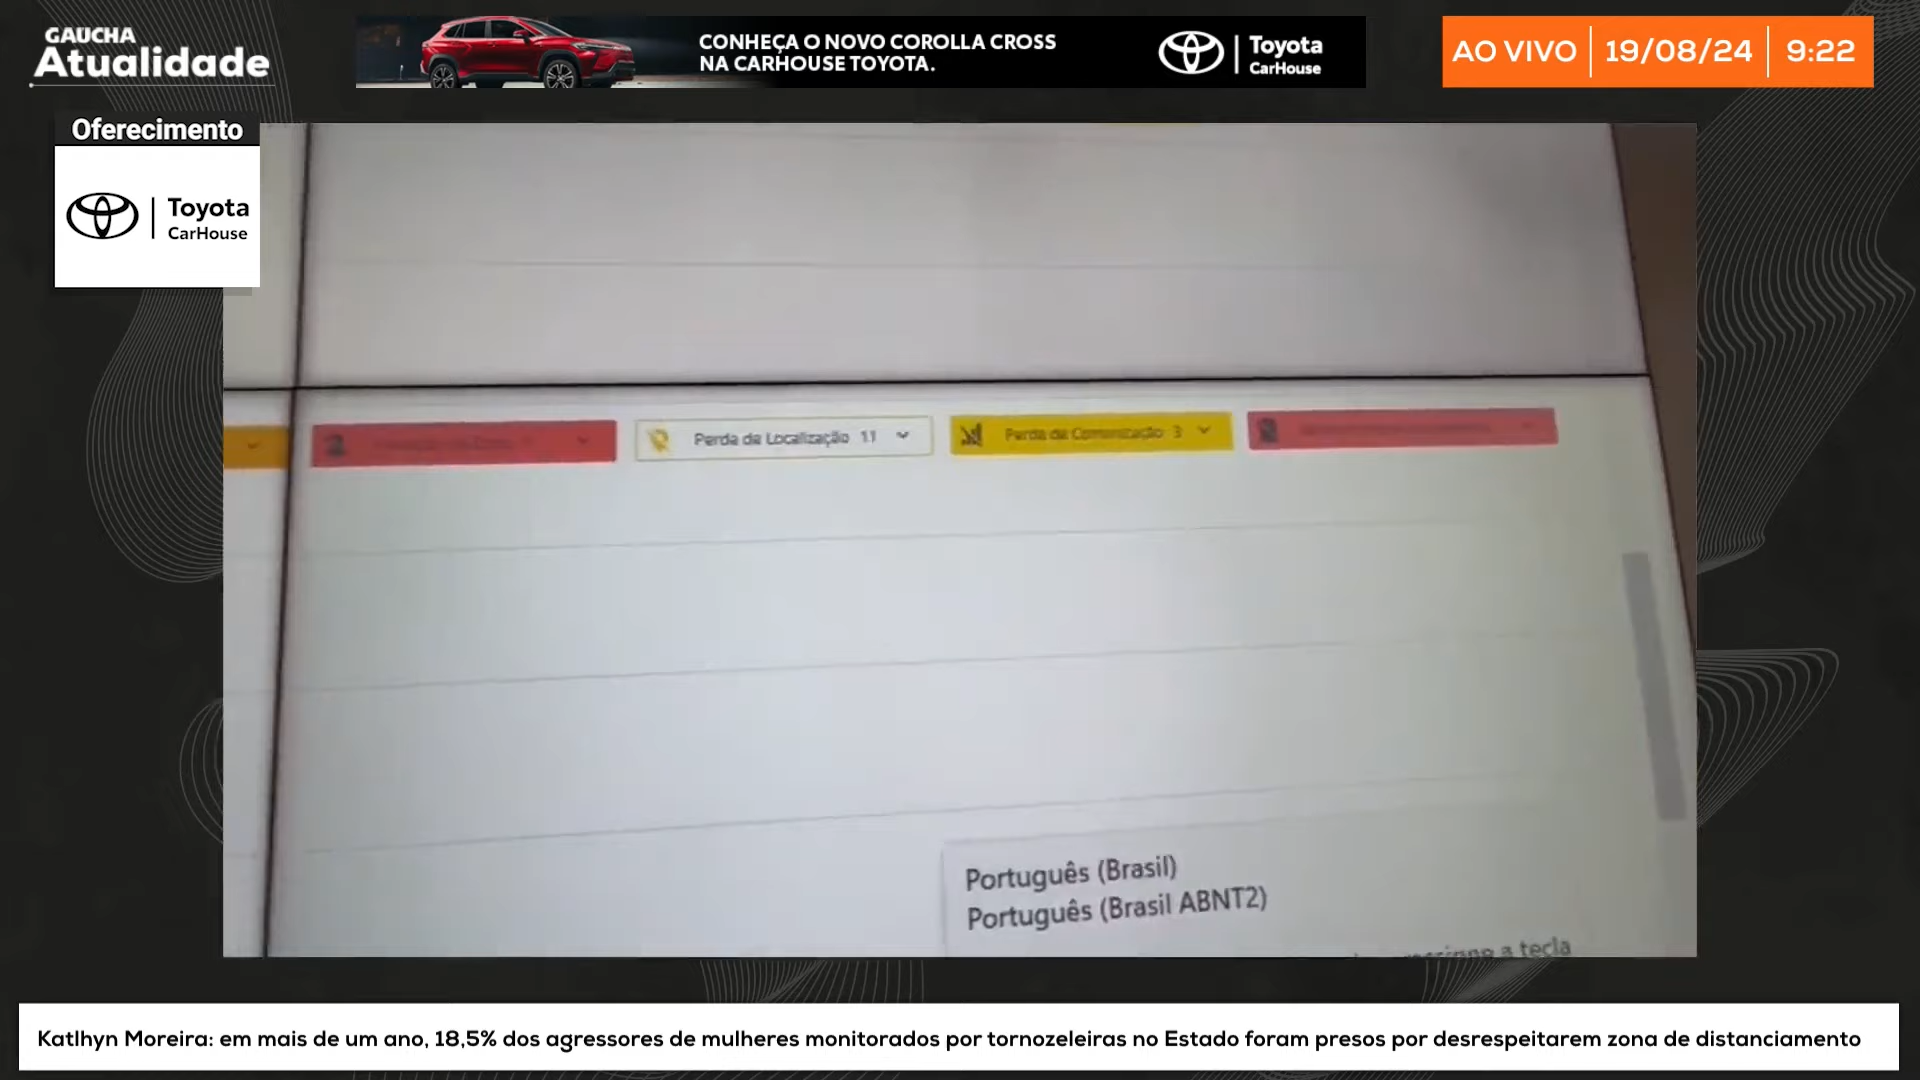 GAUCHA
Atualidade
CONHEÇA O NOVO COROLLA CROSS
NA CARHOUSE TOYOTA.
Toyota
CarHouse
AO VIVO
19/08/24
9:22
Oferecimento
Toyota
CarHouse
Perda de Localização 11
Perda de Comunicação 3
Português (Brasil)
Português (Brasil ABNT2)
a tecla
Katlhyn Moreira: em mais de um ano, 18,5% dos agressores de mulheres monitorados por tornozeleiras no Estado foram presos por desrespeitarem zona de distanciamento